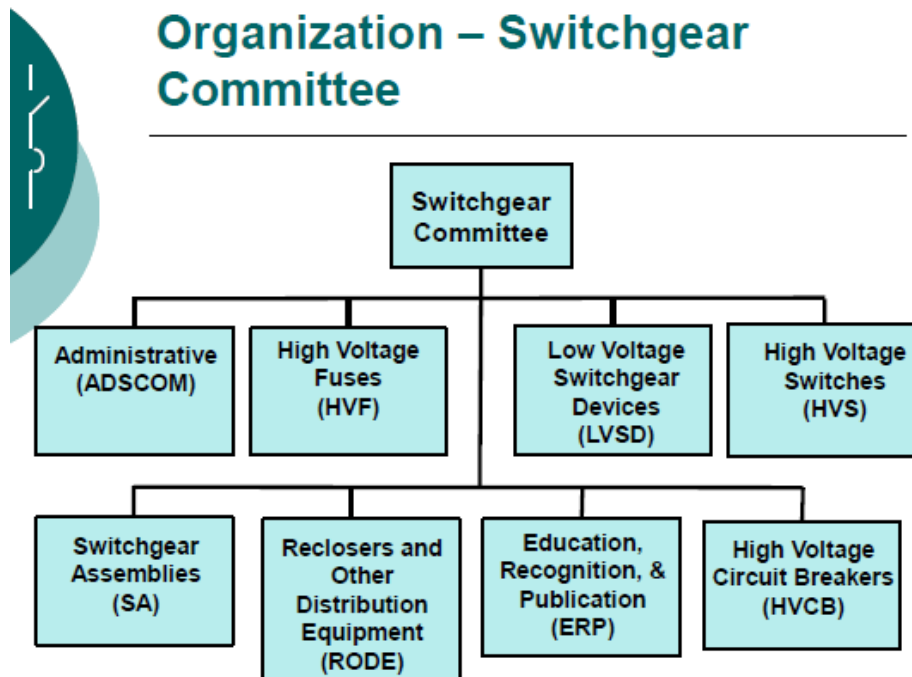 Organization – Switchgear
Committee
Switchgear
Committee
Administrative
(ADSCOM)
High Voltage
Fuses
(HVF)
Low Voltage
Switchgear
Devices
(LVSD)
High Voltage
Switches
(HVS)
Switchgear
Assemblies
(SA)
Reclosers and
Other
Distribution
Equipment
(RODE)
Education,
Recognition, &
Publication
(ERP)
High Voltage
Circuit Breakers
(HVCB)